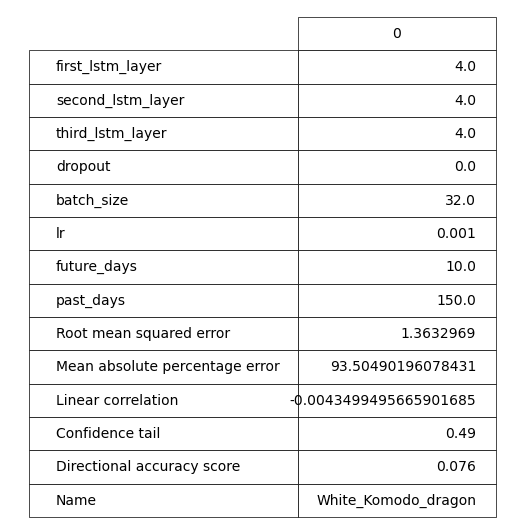 0
first_lstm_layer 4.0
second_lstm_layer 4.0
third_lstm_layer 4.0
dropout 0.0
batch_size 32.0
lr 0.001
future_days 10.0
past_days 150.0
Root mean squared error 1.3632969
Mean absolute percentage error 93.50490196078431
Linear correlation -0.0043499495665901685
Confidence tail 0.49
Directional accuracy score 0.076
Name White_Komodo_dragon